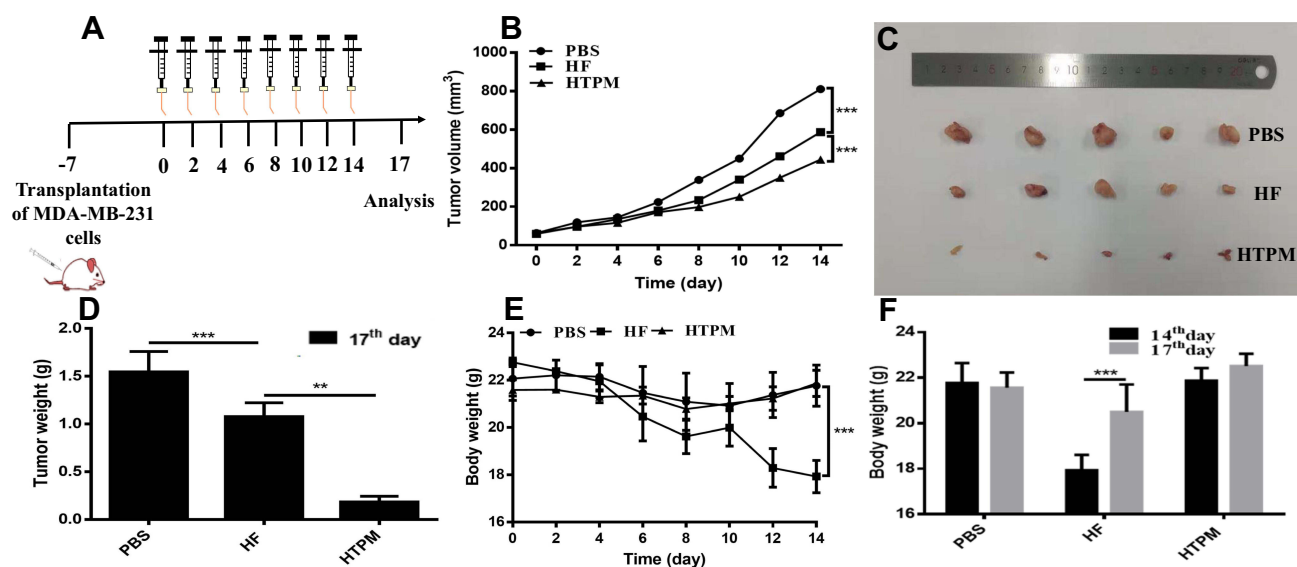 A
-7
0 2 4 6 8 10 12 14 17
Transplantation
of MDA-MB-231
cells
Analysis
B
PBS
HF
HTPM
Tumor volume (mm³)
1000
800
600
400
200
0
***
***
0 2 4 6 8 10 12 14
Time (day)
C
PBS
HF
HTPM
D
17th day
Tumor weight (g)
2.0
1.5
1.0
0.5
0.0
***
**
PBS HF HTPM
E
PBS HF HTPM
Body weight (g)
24
22
20
18
16
***
0 2 4 6 8 10 12 14
Time (day)
F
14th day
17th day
Body weight (g)
24
22
20
18
16
***
PBS HF HTPM